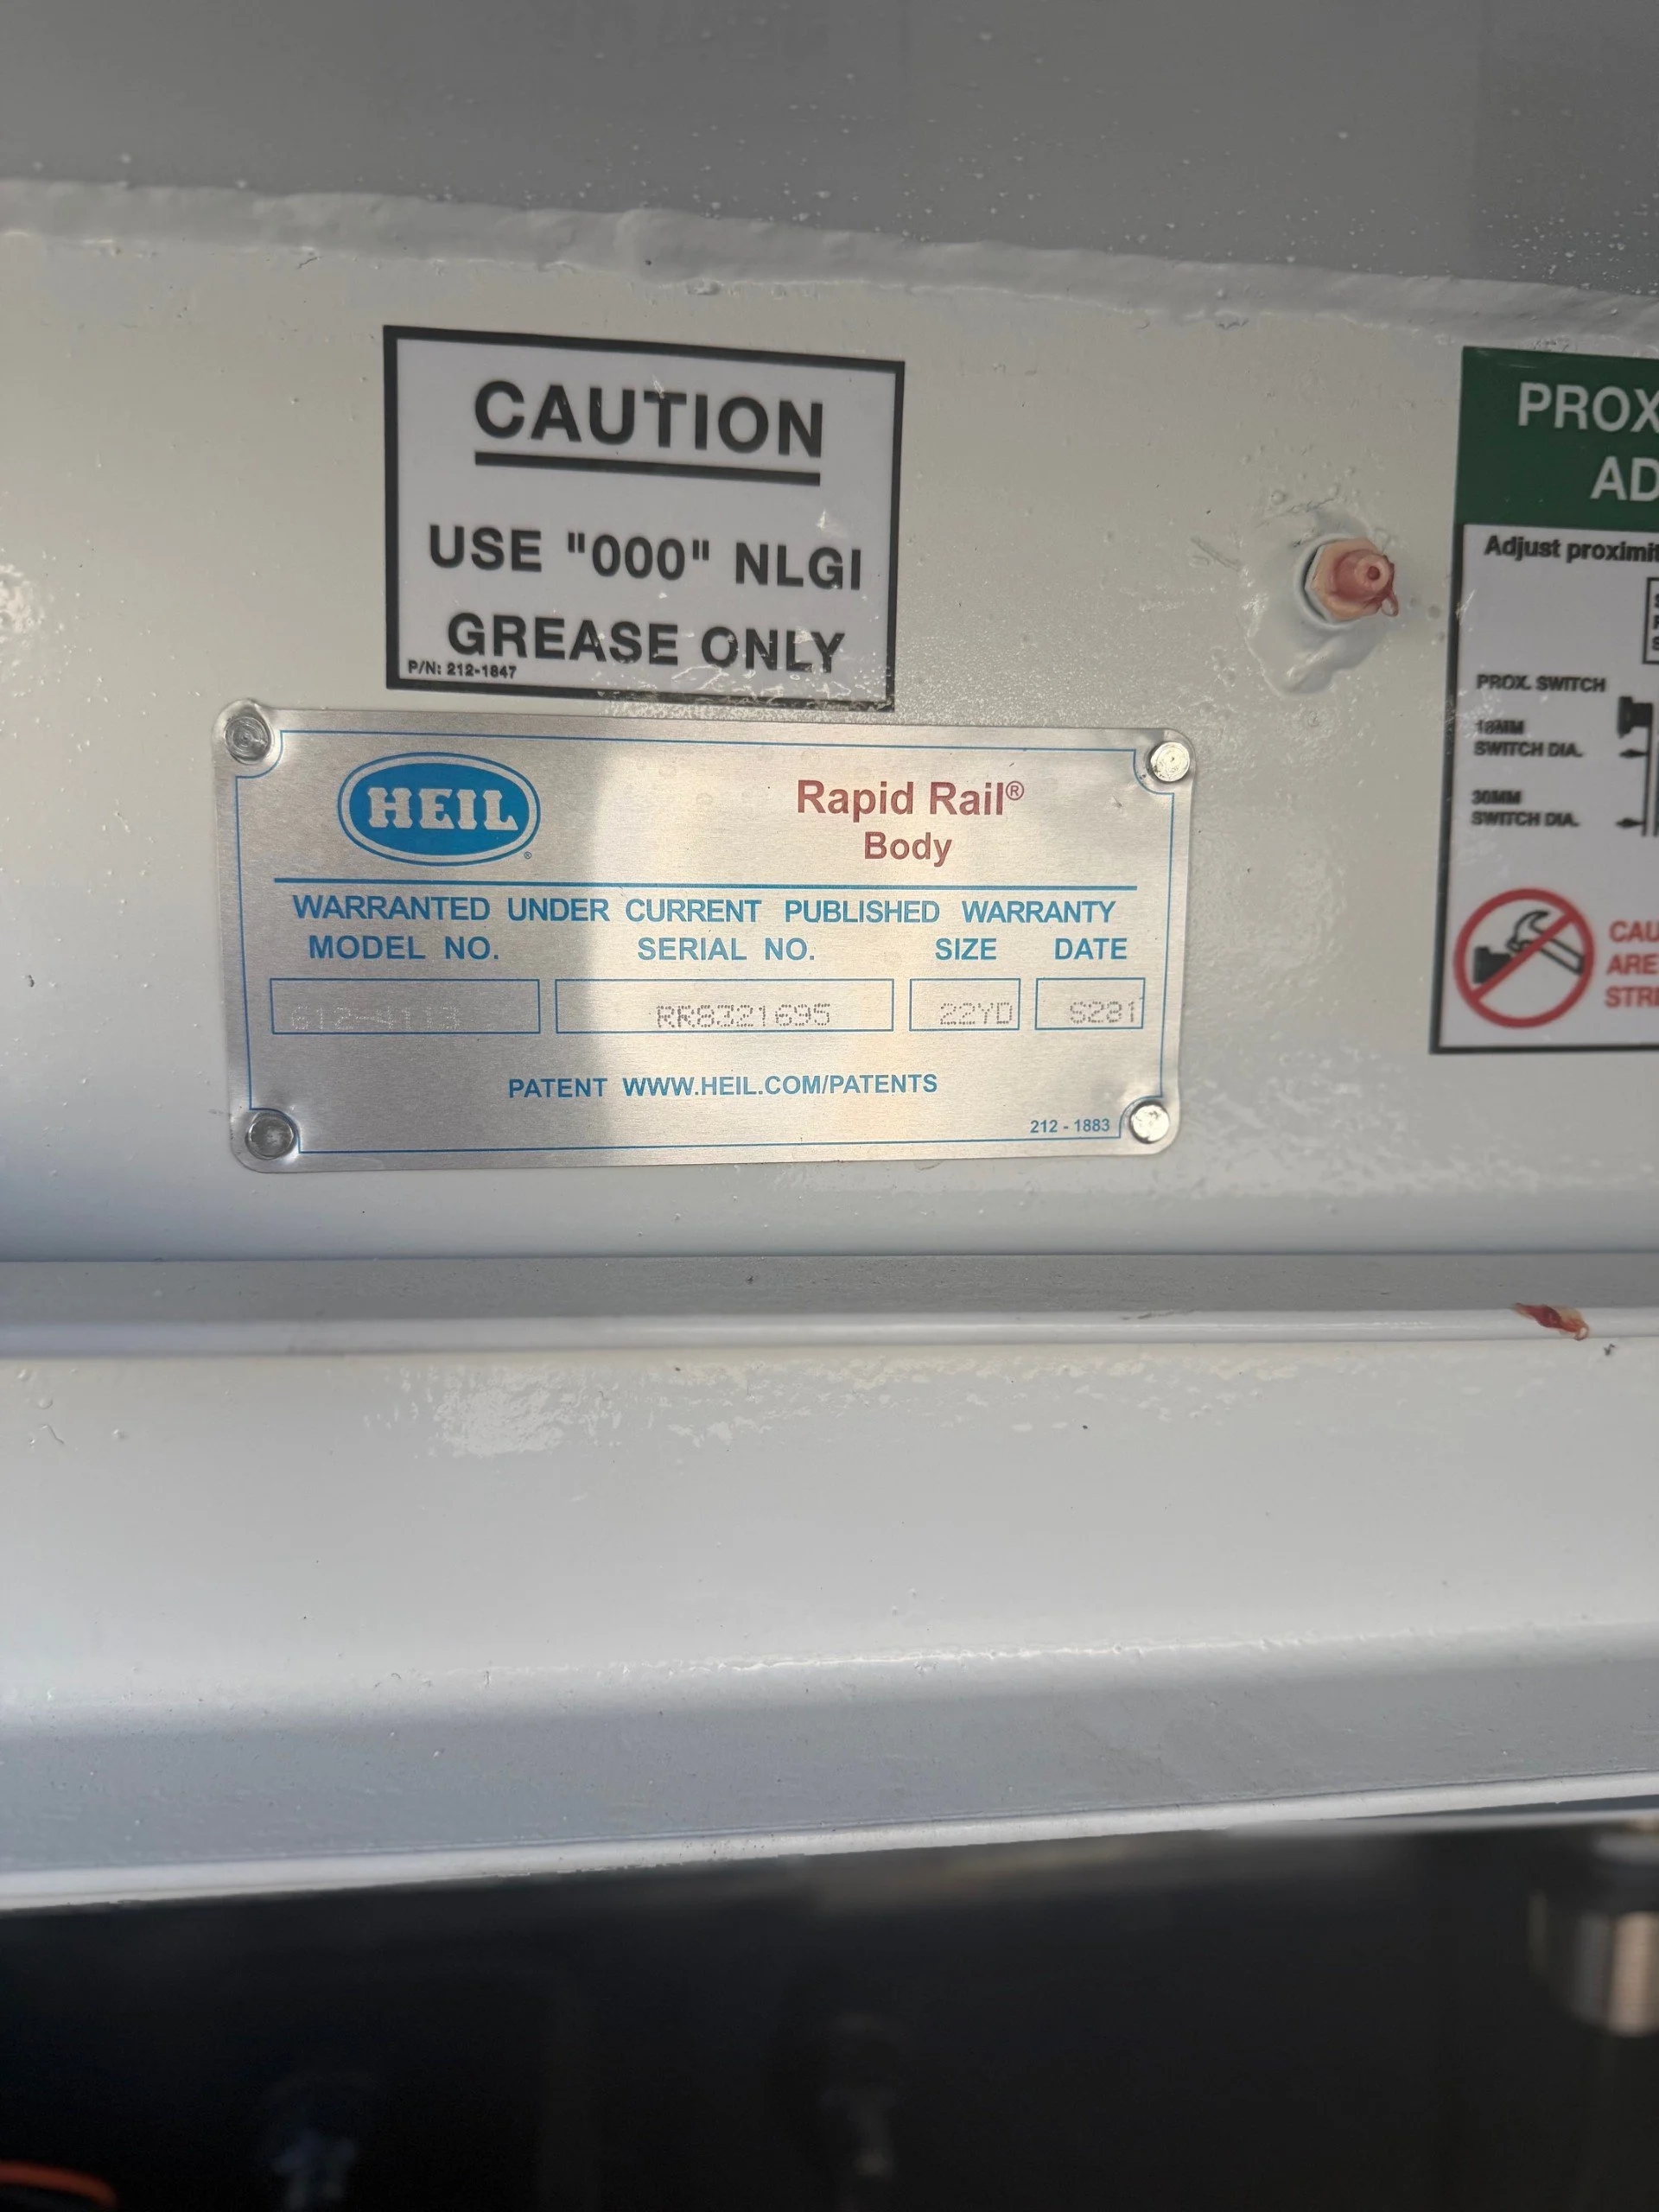 CAUTION
USE "000" NLGI
GREASE ONLY
P/N: 212-1847
HEIL®
Rapid Rail®
Body
WARRANTED UNDER CURRENT PUBLISHED WARRANTY
MODEL NO. SERIAL NO. SIZE DATE
612-4113 RR8321695 22YD S281
PATENT WWW.HEIL.COM/PATENTS
212 - 1883
PROX
AD
Adjust proximit
PROX. SWITCH
18MM
SWITCH DIA.
30MM
SWITCH DIA.
CAU
ARE
STRI